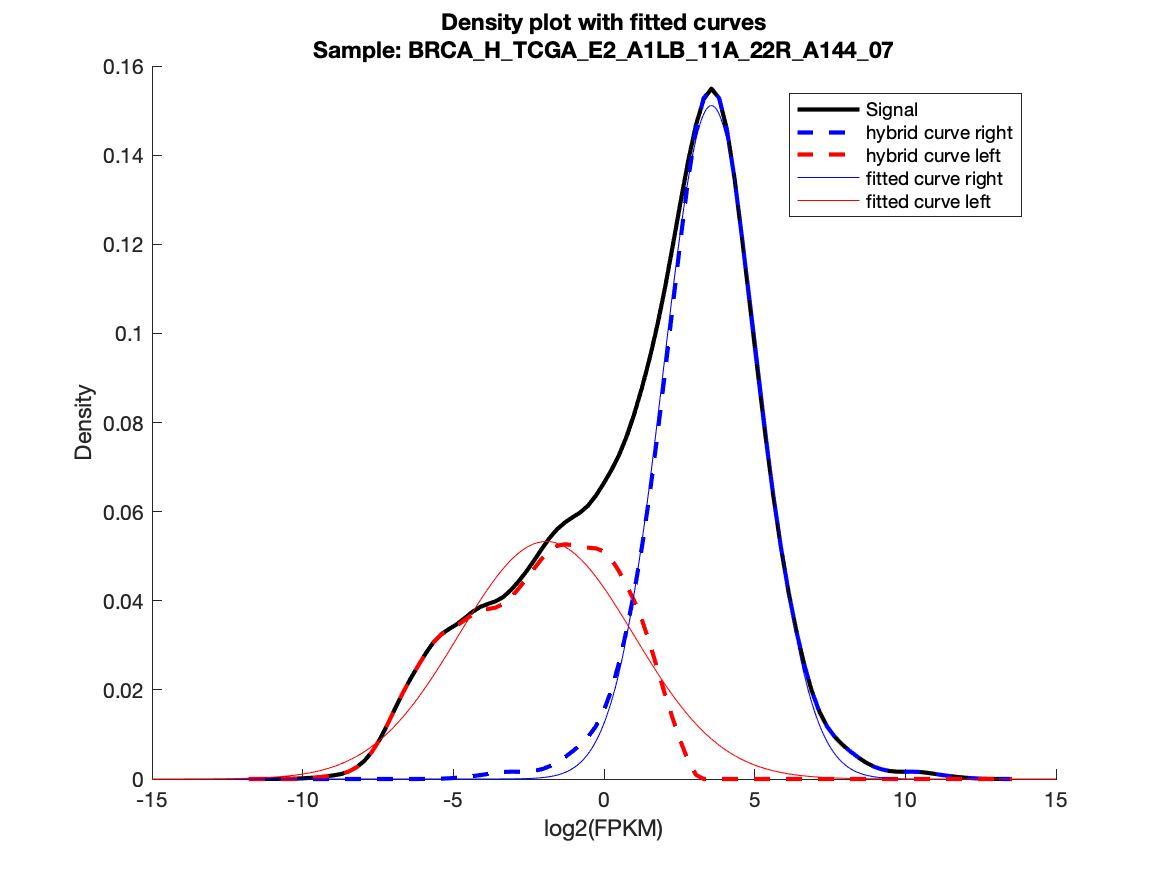 Density plot with fitted curves
Sample: BRCA_H_TCGA_E2_A1LB_11A_22R_A144_07
0.16
0.14
0.12
0.1
0.08
0.06
0.04
0.02
0
Density
Signal
hybrid curve right
hybrid curve left
fitted curve right
fitted curve left
-15 -10 -5 0 5 10 15
log2(FPKM)